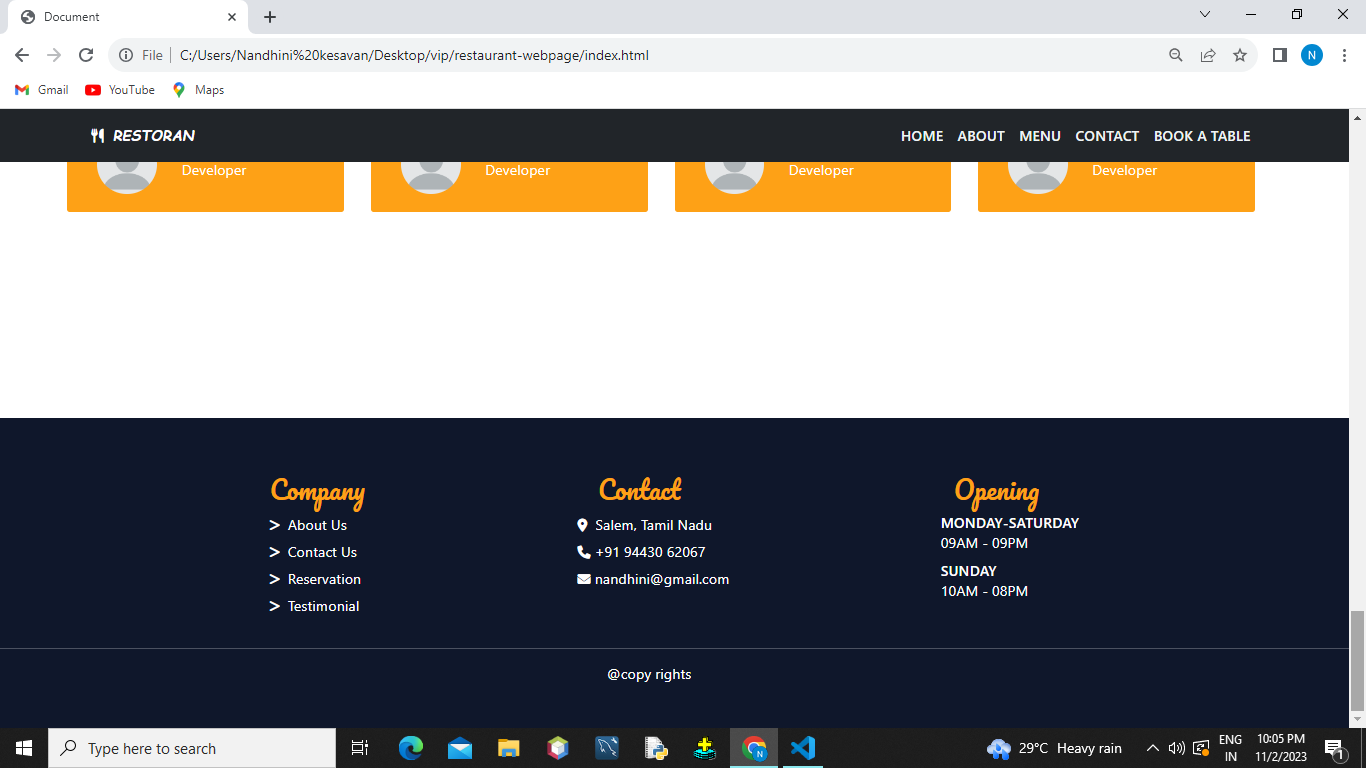 Document
File C:/Users/Nandhini%20kesavan/Desktop/vip/restaurant-webpage/index.html N
Gmail YouTube Maps
RESTORAN HOME ABOUT MENU CONTACT BOOK A TABLE
Developer Developer Developer Developer
Company Contact Opening
About Us Salem, Tamil Nadu MONDAY-SATURDAY
09AM - 09PM
Contact Us +91 94430 62067
Reservation nandhini@gmail.com SUNDAY
10AM - 08PM
Testimonial
@copy rights
Type here to search N 29°C Heavy rain ENG 10:05 PM
IN 11/2/2023 1